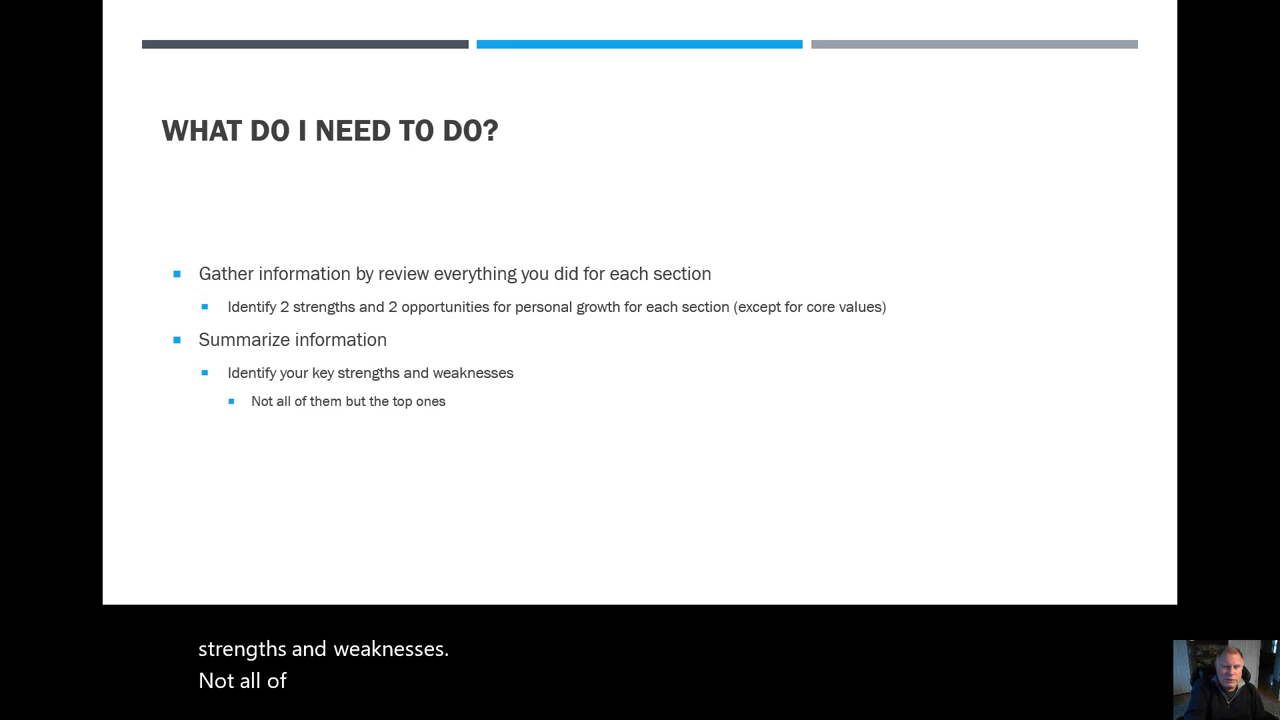 WHAT DO I NEED TO DO?
Gather information by review everything you did for each section
Identify 2 strengths and 2 opportunities for personal growth for each section (except for core values)
Summarize information
Identify your key strengths and weaknesses
Not all of them but the top ones
strengths and weaknesses.
Not all of